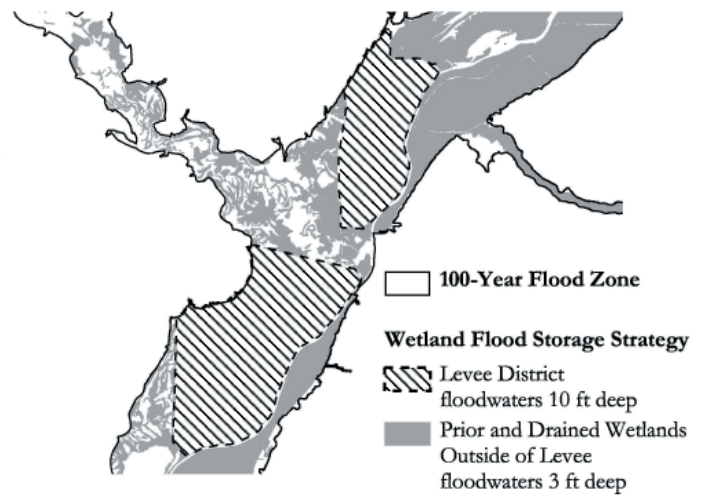 100-Year Flood Zone
Wetland Flood Storage Strategy
Levee District
floodwaters 10 ft deep
Prior and Drained Wetlands
Outside of Levee
floodwaters 3 ft deep